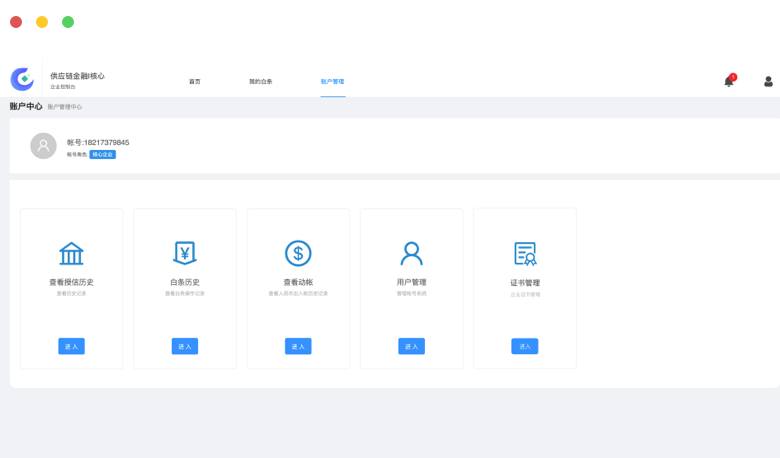 供应链金融核心
企业控制台
首页
我的白条
账户管理
1
账户中心 账户管理中心
帐号:18217379845
帐号角色: 核心企业
查看授信历史
查看历史记录
进 入
白条历史
查看白条操作记录
进 入
查看动帐
查看人民币出入帐历史记录
进 入
用户管理
管理帐号系统
进 入
证书管理
企业证书管理
进入